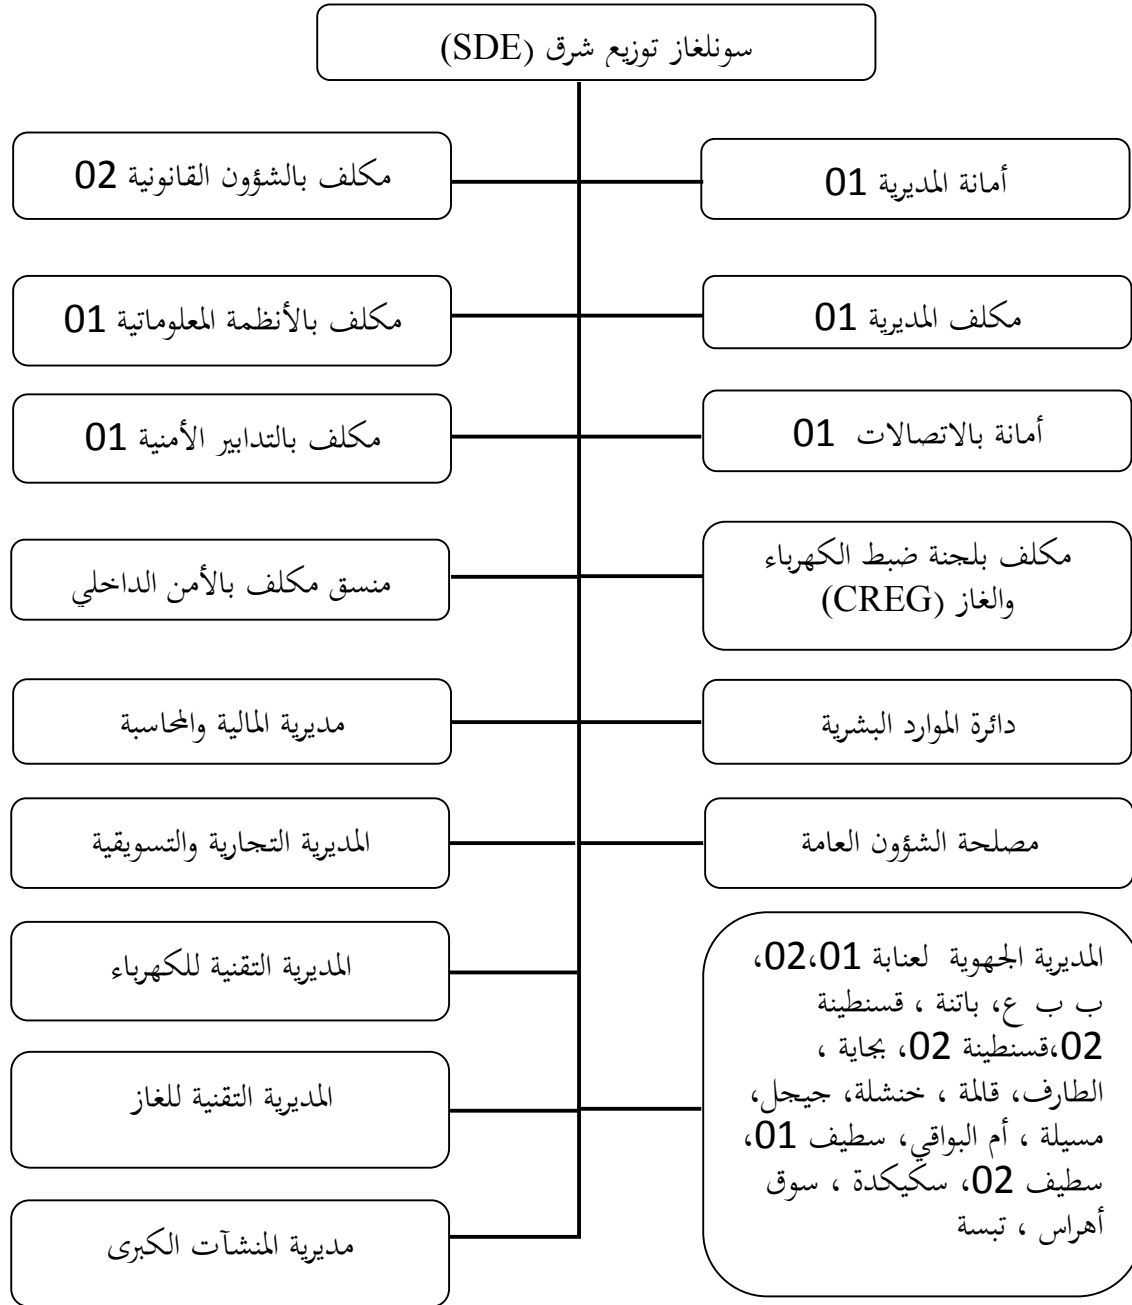 سونلغاز توزيع شرق (SDE)
أمانة المديرية 01
مكلف بالشؤون القانونية 02
مكلف المديرية 01
مكلف بالأنظمة المعلوماتية 01
أمانة بالاتصالات 01
مكلف بالتدابير الأمنية 01
مكلف بلجنة ضبط الكهرباء
والغاز (CREG)
منسق مكلف بالأمن الداخلي
دائرة الموارد البشرية
مديرية المالية والمحاسبة
مصلحة الشؤون العامة
المديرية التجارية والتسويقية
المديرية الجهوية لعنابة 01،02،
ب ب ع، باتنة ، قسنطينة
02،قسنطينة 02، بجاية ،
الطارف، قالمة ، خنشلة، جيجل،
مسيلة ، أم البواقي، سطيف 01،
سطيف 02، سكيكدة ، سوق
أهراس ، تبسة
المديرية التقنية للكهرباء
المديرية التقنية للغاز
مديرية المنشآت الكبرى